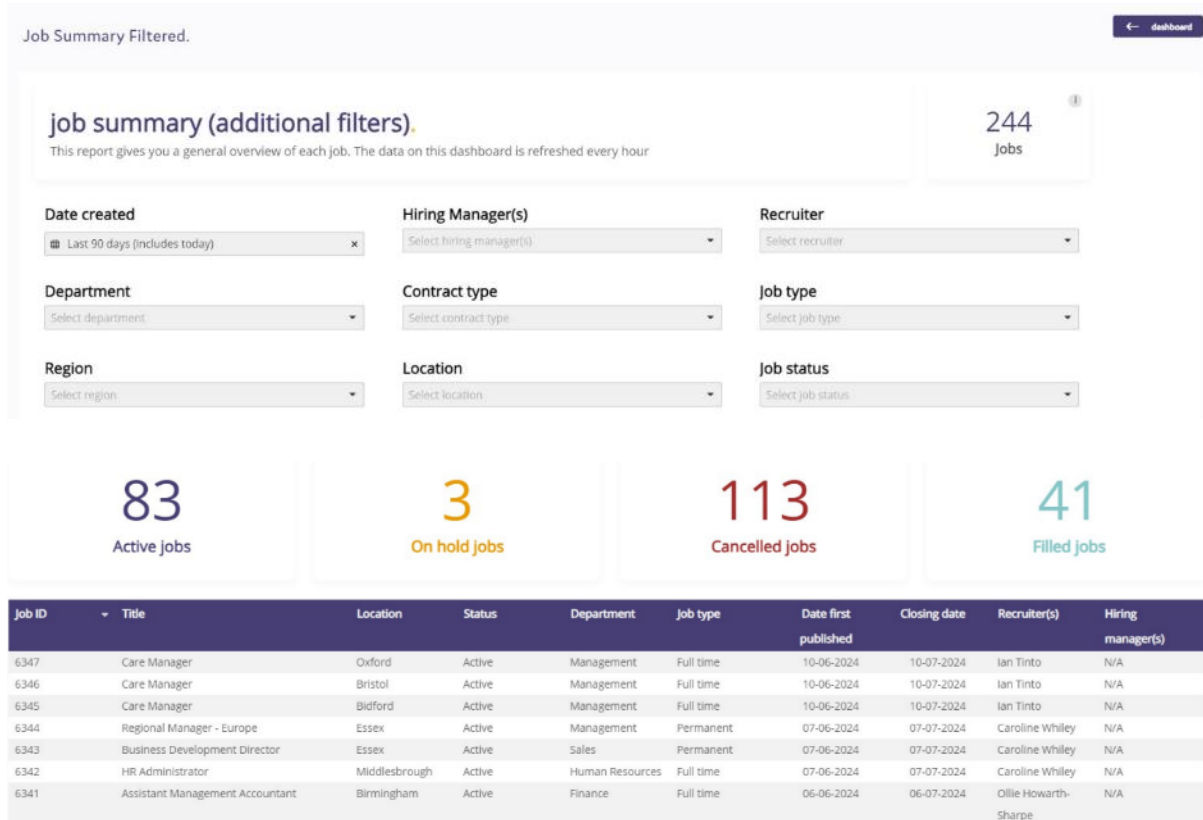 Job Summary Filtered.
← dashboard
job summary (additional filters).
This report gives you a general overview of each job. The data on this dashboard is refreshed every hour
i
244
Jobs
Date created Hiring Manager(s) Recruiter
Last 90 days (includes today) × Select hiring manager(s) Select recruiter
Department Contract type Job type
Select department Select contract type Select job type
Region Location Job status
Select region Select location Select job status
83 3 113 41
Active jobs On hold jobs Cancelled jobs Filled jobs
Job ID Title Location Status Department Job type Date first Closing date Recruiter(s) Hiring
published manager(s)
6347 Care Manager Oxford Active Management Full time 10-06-2024 10-07-2024 Ian Tinto N/A
6346 Care Manager Bristol Active Management Full time 10-06-2024 10-07-2024 Ian Tinto N/A
6345 Care Manager Bidford Active Management Full time 10-06-2024 10-07-2024 Ian Tinto N/A
6344 Regional Manager - Europe Essex Active Management Permanent 07-06-2024 07-07-2024 Caroline Whiley N/A
6343 Business Development Director Essex Active Sales Permanent 07-06-2024 07-07-2024 Caroline Whiley N/A
6342 HR Administrator Middlesbrough Active Human Resources Full time 07-06-2024 07-07-2024 Caroline Whiley N/A
6341 Assistant Management Accountant Birmingham Active Finance Full time 06-06-2024 06-07-2024 Ollie Howarth- N/A
Sharpe